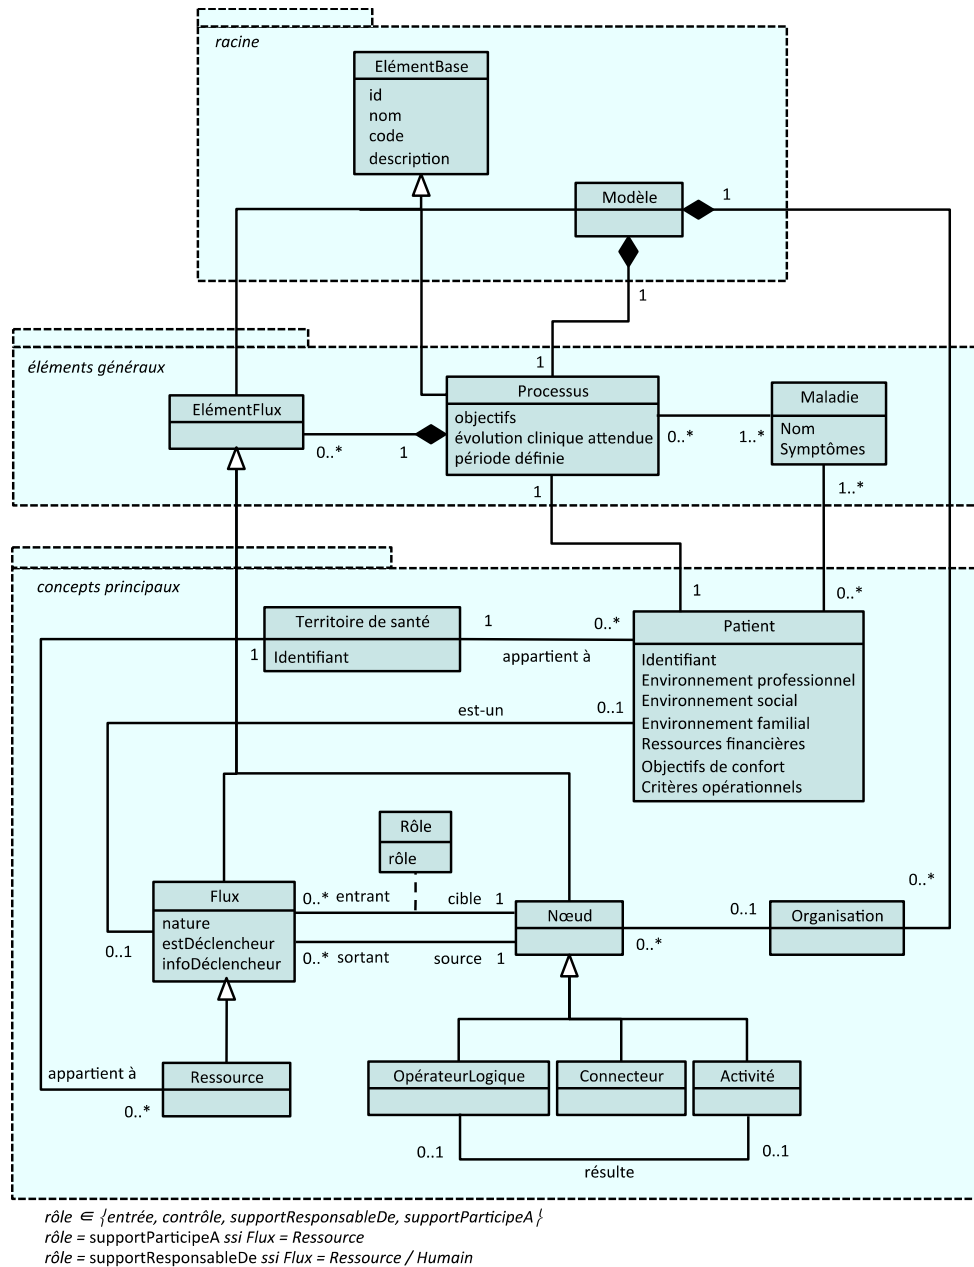 racine
ElémentBase
id
nom
code
description
Modèle
1
1
éléments généraux
1
ElémentFlux
0..*
1
Processus
objectifs
évolution clinique attendue
période définie
0..*
1..*
Maladie
Nom
Symptômes
1
1..*
concepts principaux
1
0..*
Territoire de santé
Identifiant
1
1
0..*
appartient à
Patient
Identifiant
Environnement professionnel
Environnement social
Environnement familial
Ressources financières
Objectifs de confort
Critères opérationnels
est-un
0..1
Rôle
rôle
Flux
nature
estDéclencheur
infoDéclencheur
0..1
0..* entrant
cible 1
0..* sortant
source 1
Nœud
0..*
0..1
Organisation
0..*
appartient à
0..*
Ressource
OpérateurLogique
Connecteur
Activité
0..1
0..1
résulte
rôle ∈ {entrée, contrôle, supportResponsableDe, supportParticipeA}
rôle = supportParticipeA ssi Flux = Ressource
rôle = supportResponsableDe ssi Flux = Ressource / Humain